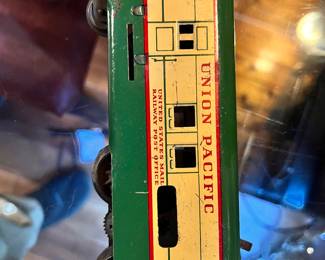 UNION PACIFIC
UNITED STATES MAIL
RAILWAY POST OFFICE